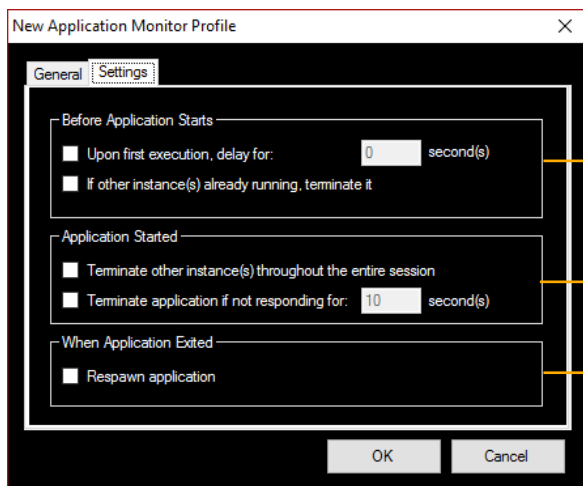 New Application Monitor Profile
General Settings
Before Application Starts
Upon first execution, delay for: 0 second(s)
If other instance(s) already running, terminate it
Application Started
Terminate other instance(s) throughout the entire session
Terminate application if not responding for: 10 second(s)
When Application Exited
Respawn application
OK Cancel